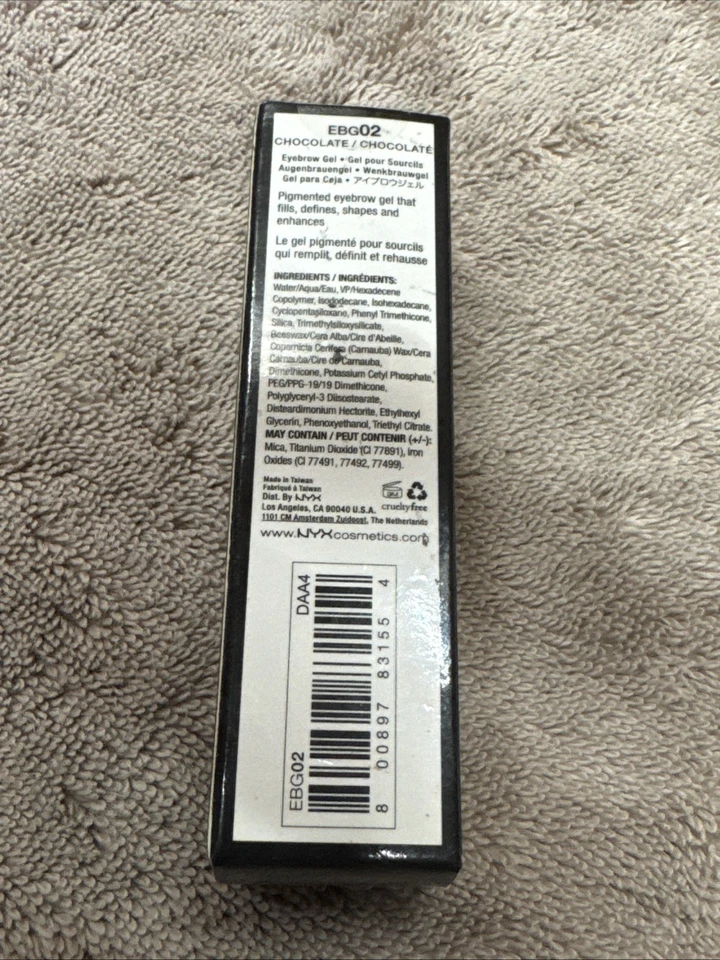 EBG02
CHOCOLATE / CHOCOLATÉ
Eyebrow Gel • Gel pour Sourcils
Augenbrauengel • Wenkbrauwgel
Gel para Ceja • アイブロウジェル
Pigmented eyebrow gel that
fills, defines, shapes and
enhances
Le gel pigmenté pour sourcils
qui remplit, définit et rehausse
INGREDIENTS / INGRÉDIENTS:
Water/Aqua/Eau, VP/Hexadecene
Copolymer, Isododecane, Isohexadecane,
Cyclopentasiloxane, Phenyl Trimethicone,
Silica, Trimethylsiloxysilicate,
Beeswax/Cera Alba/Cire d'Abeille,
Copernicia Cerifera (Carnauba) Wax/Cera
Carnauba/Cire de Carnauba,
Dimethicone, Potassium Cetyl Phosphate,
PEG/PPG-19/19 Dimethicone,
Polyglyceryl-3 Diisostearate,
Disteardimonium Hectorite, Ethylhexyl
Glycerin, Phenoxyethanol, Triethyl Citrate.
MAY CONTAIN / PEUT CONTENIR (+/-):
Mica, Titanium Dioxide (CI 77891), Iron
Oxides (CI 77491, 77492, 77499).
Made in Taiwan
Fabriqué à Taiwan
Dist. By NYX
Los Angeles, CA 90040 U.S.A.
cruelty free
1101 CM Amsterdam Zuidoost, The Netherlands
www.NYXcosmetics.com
EBG02 DAA4
8 00897 83155 4